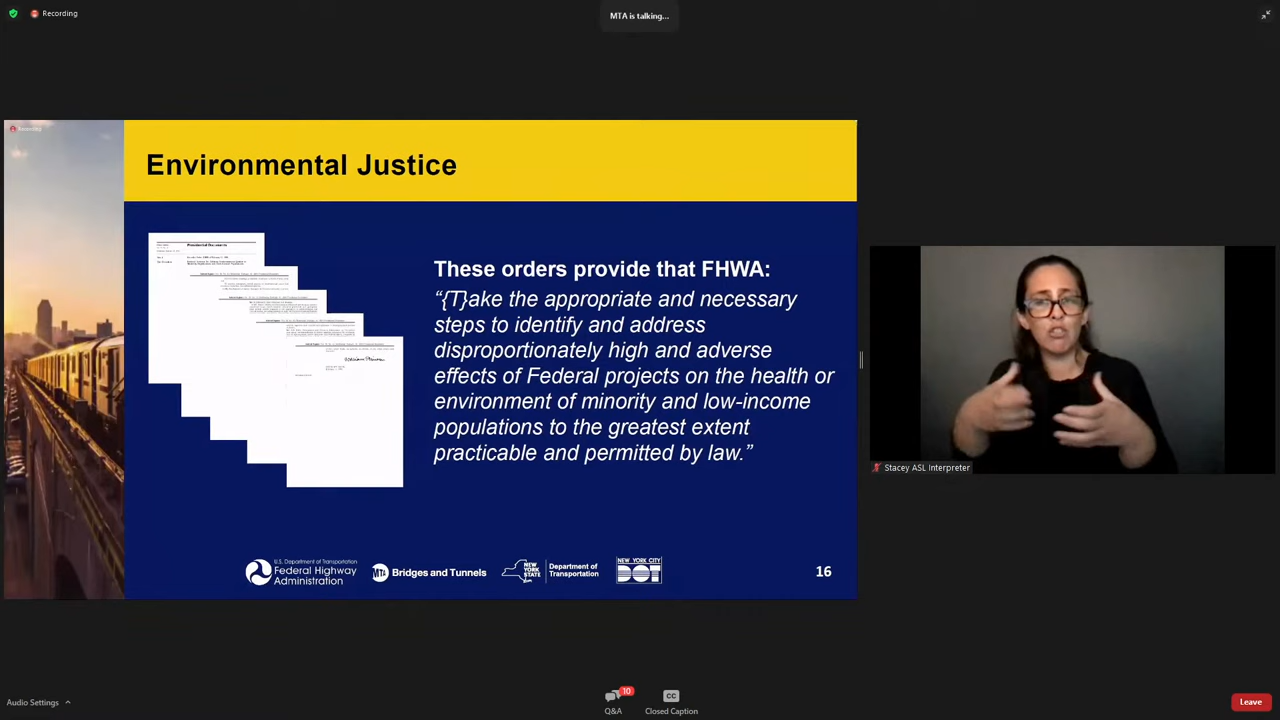 Recording
MTA is talking...
Recording
Environmental Justice
Presidential Documents
These orders provide that FHWA:
“[T]ake the appropriate and necessary
steps to identify and address
disproportionately high and adverse
effects of Federal projects on the health or
environment of minority and low-income
populations to the greatest extent
practicable and permitted by law.”
U.S. Department of Transportation
Federal Highway
Administration
MTA Bridges and Tunnels
NEW YORK STATE
Department of
Transportation
NEW YORK CITY
DOT
16
Stacey ASL Interpreter
Audio Settings
10
Q&A
CC
Closed Caption
Leave